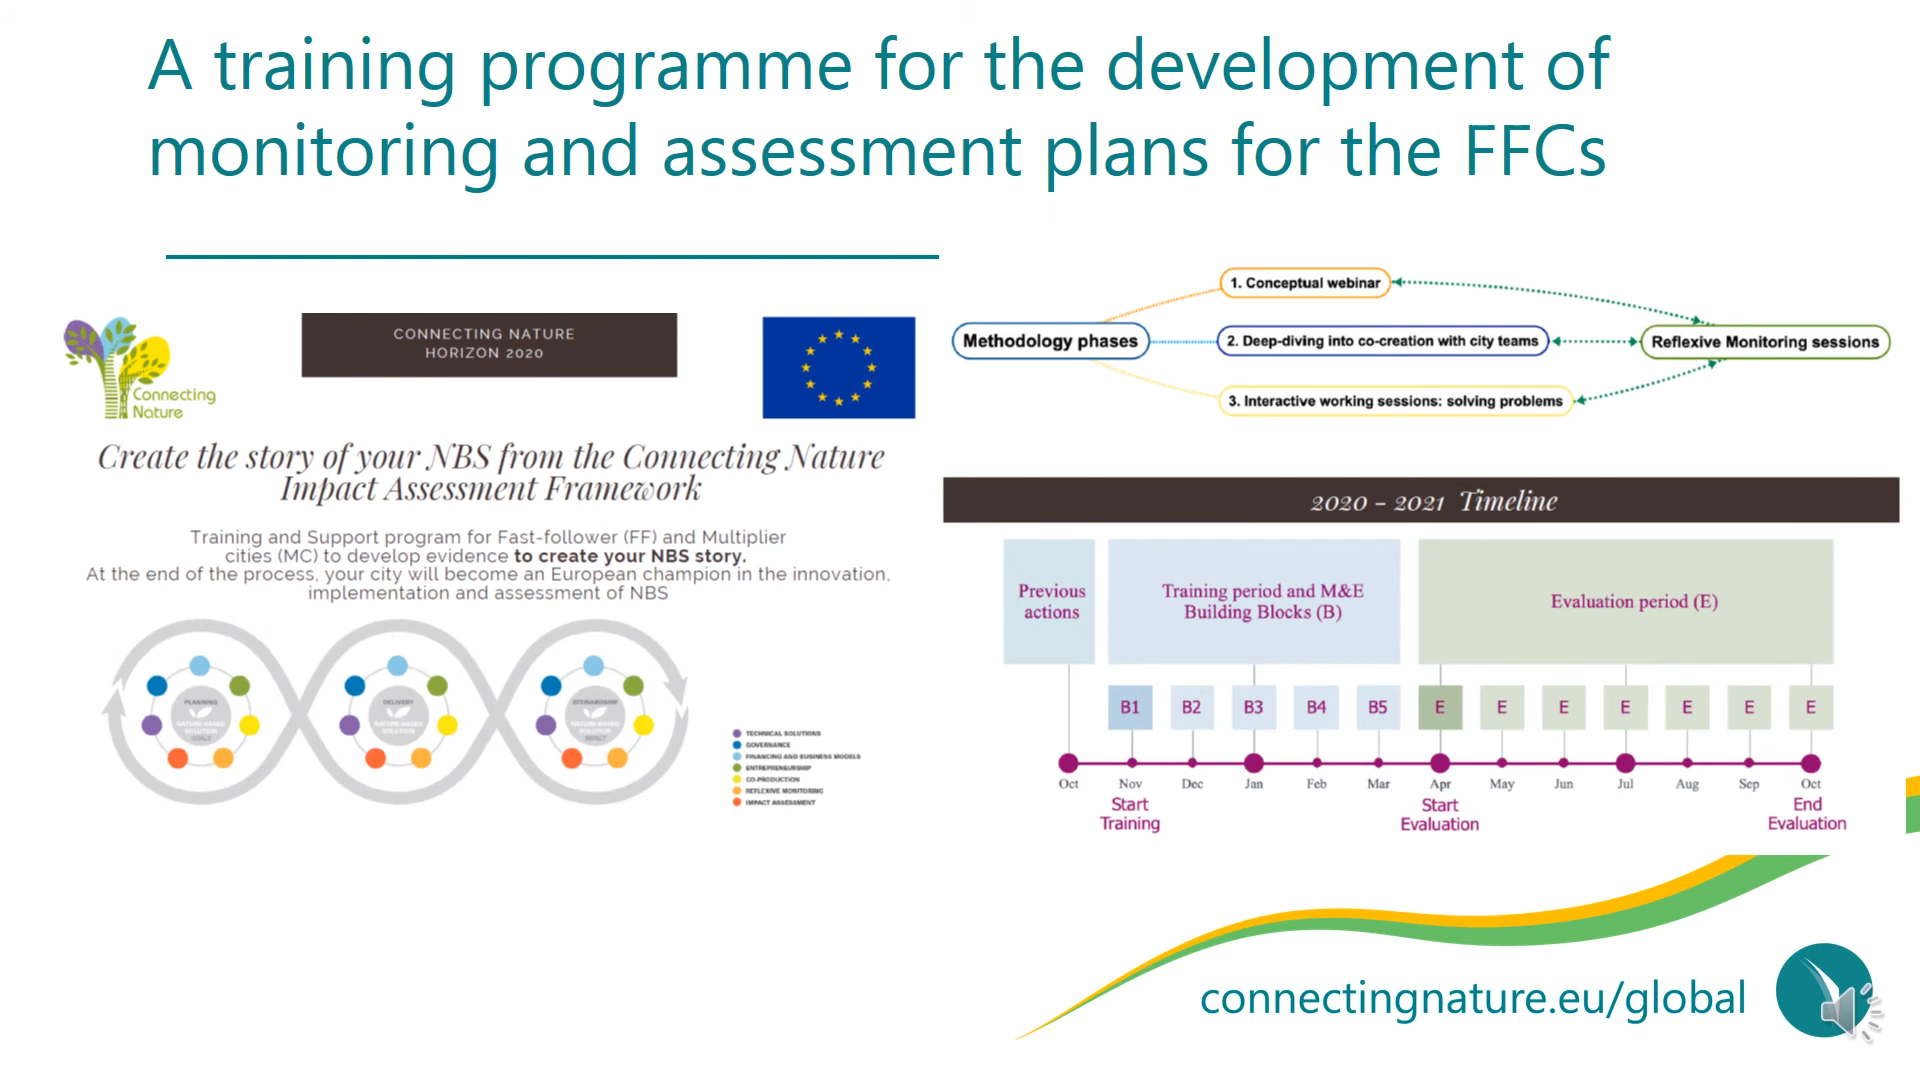 A training programme for the development of
monitoring and assessment plans for the FFCs
Connecting
Nature
CONNECTING NATURE
HORIZON 2020
Create the story of your NBS from the Connecting Nature
Impact Assessment Framework
Training and Support program for Fast-follower (FF) and Multiplier
cities (MC) to develop evidence to create your NBS story.
At the end of the process, your city will become an European champion in the innovation,
implementation and assessment of NBS
PLANNING
NATURE-BASED
SOLUTION
GOALS
DELIVERY
NATURE-BASED
SOLUTION
STEWARDSHIP
NATURE-BASED
SOLUTION
IMPACT
TECHNICAL SOLUTIONS
GOVERNANCE
FINANCING AND BUSINESS MODELS
ENTREPRENEURSHIP
CO-PRODUCTION
REFLEXIVE MONITORING
IMPACT ASSESSMENT
Methodology phases
1. Conceptual webinar
2. Deep-diving into co-creation with city teams
3. Interactive working sessions: solving problems
Reflexive Monitoring sessions
2020 - 2021 Timeline
Previous
actions
Training period and M&E
Building Blocks (B)
Evaluation period (E)
B1 B2 B3 B4 B5 E E E E E E E
Oct Nov Dec Jan Feb Mar Apr May Jun Jul Aug Sep Oct
Start
Training
Start
Evaluation
End
Evaluation
connectingnature.eu/global